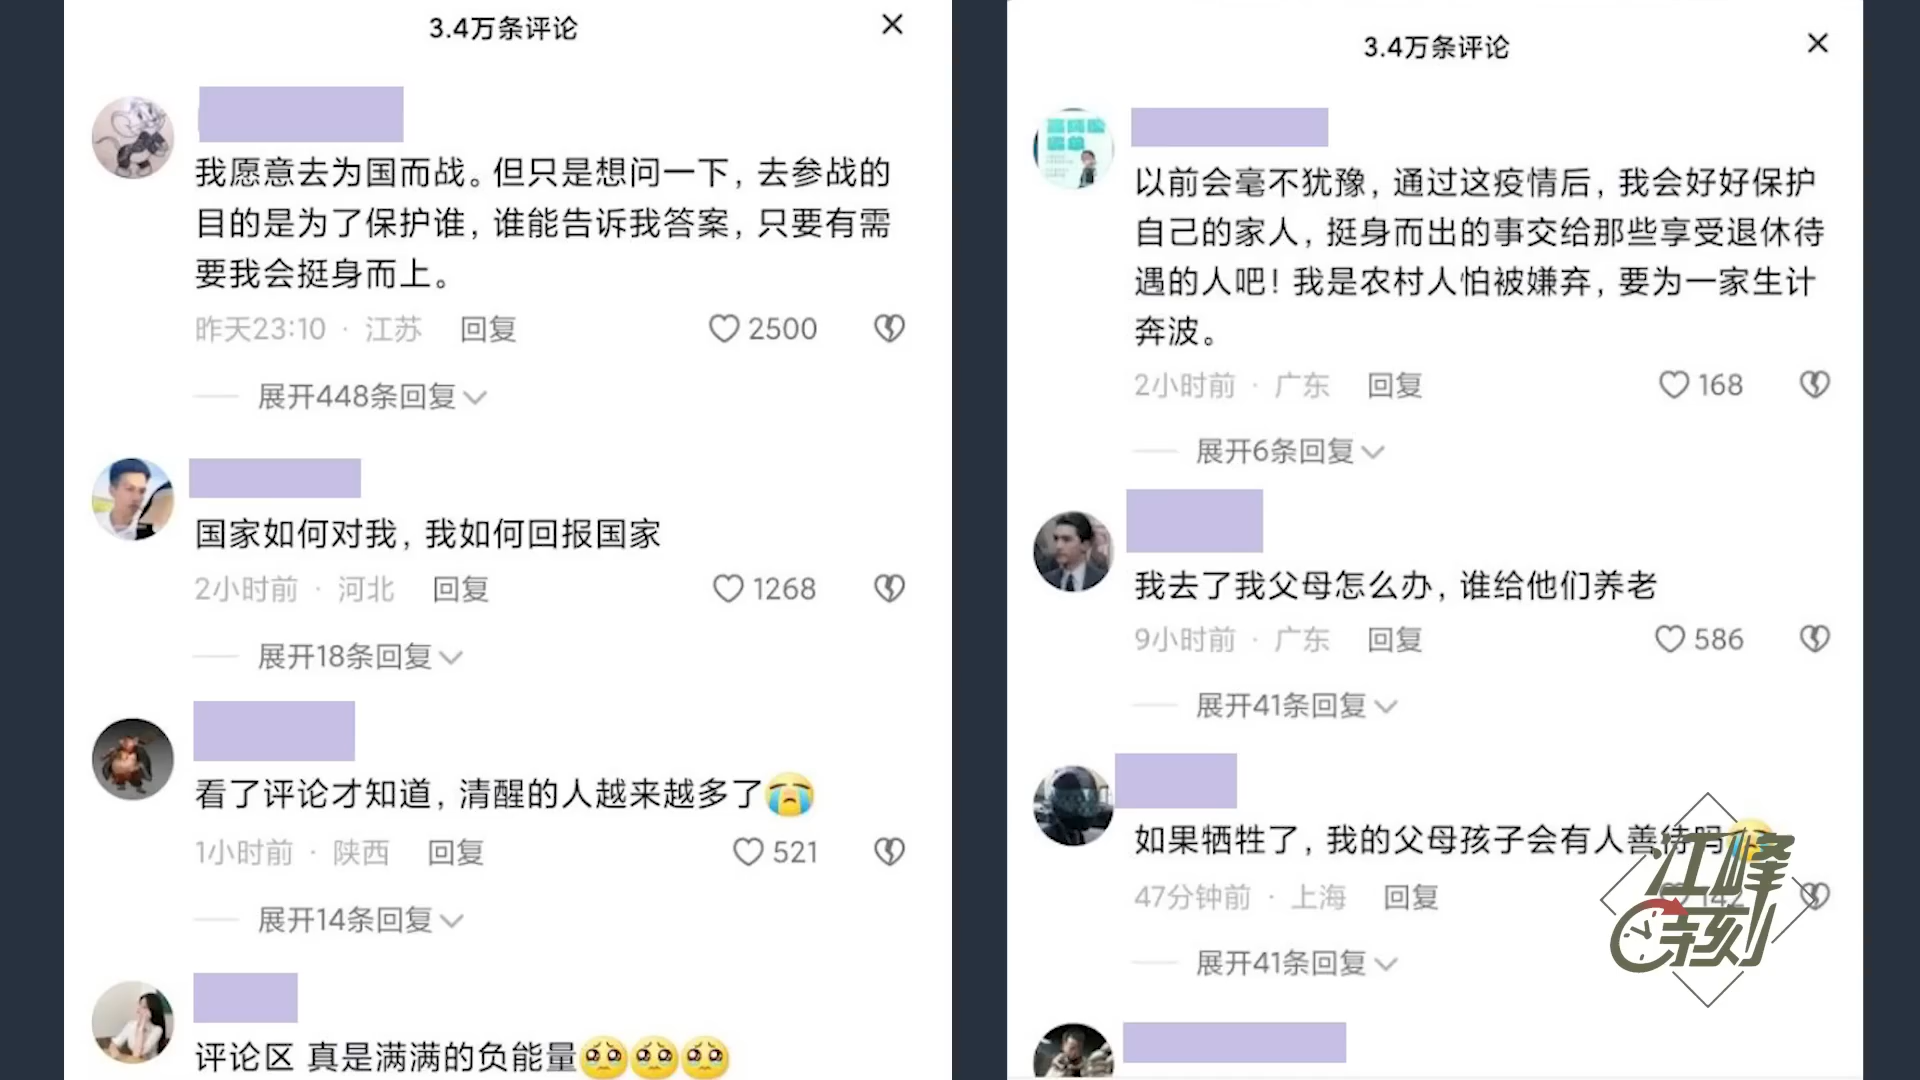 3.4万条评论
我愿意去为国而战。但只是想问一下，去参战的
目的是为了保护谁，谁能告诉我答案，只要有需
要我会挺身而上。
昨天23:10 · 江苏 回复 2500
展开448条回复
国家如何对我，我如何回报国家
2小时前 · 河北 回复 1268
展开18条回复
看了评论才知道，清醒的人越来越多了😭
1小时前 · 陕西 回复 521
展开14条回复
评论区 真是满满的负能量🥺🥺🥺
3.4万条评论
以前会毫不犹豫，通过这疫情后，我会好好保护
自己的家人，挺身而出的事交给那些享受退休待
遇的人吧！我是农村人怕被嫌弃，要为一家生计
奔波。
2小时前 · 广东 回复 168
展开6条回复
我去了我父母怎么办，谁给他们养老
9小时前 · 广东 回复 586
展开41条回复
如果牺牲了，我的父母孩子会有人善待吗
47分钟前 · 上海 回复 142
展开41条回复
江峰
时刻